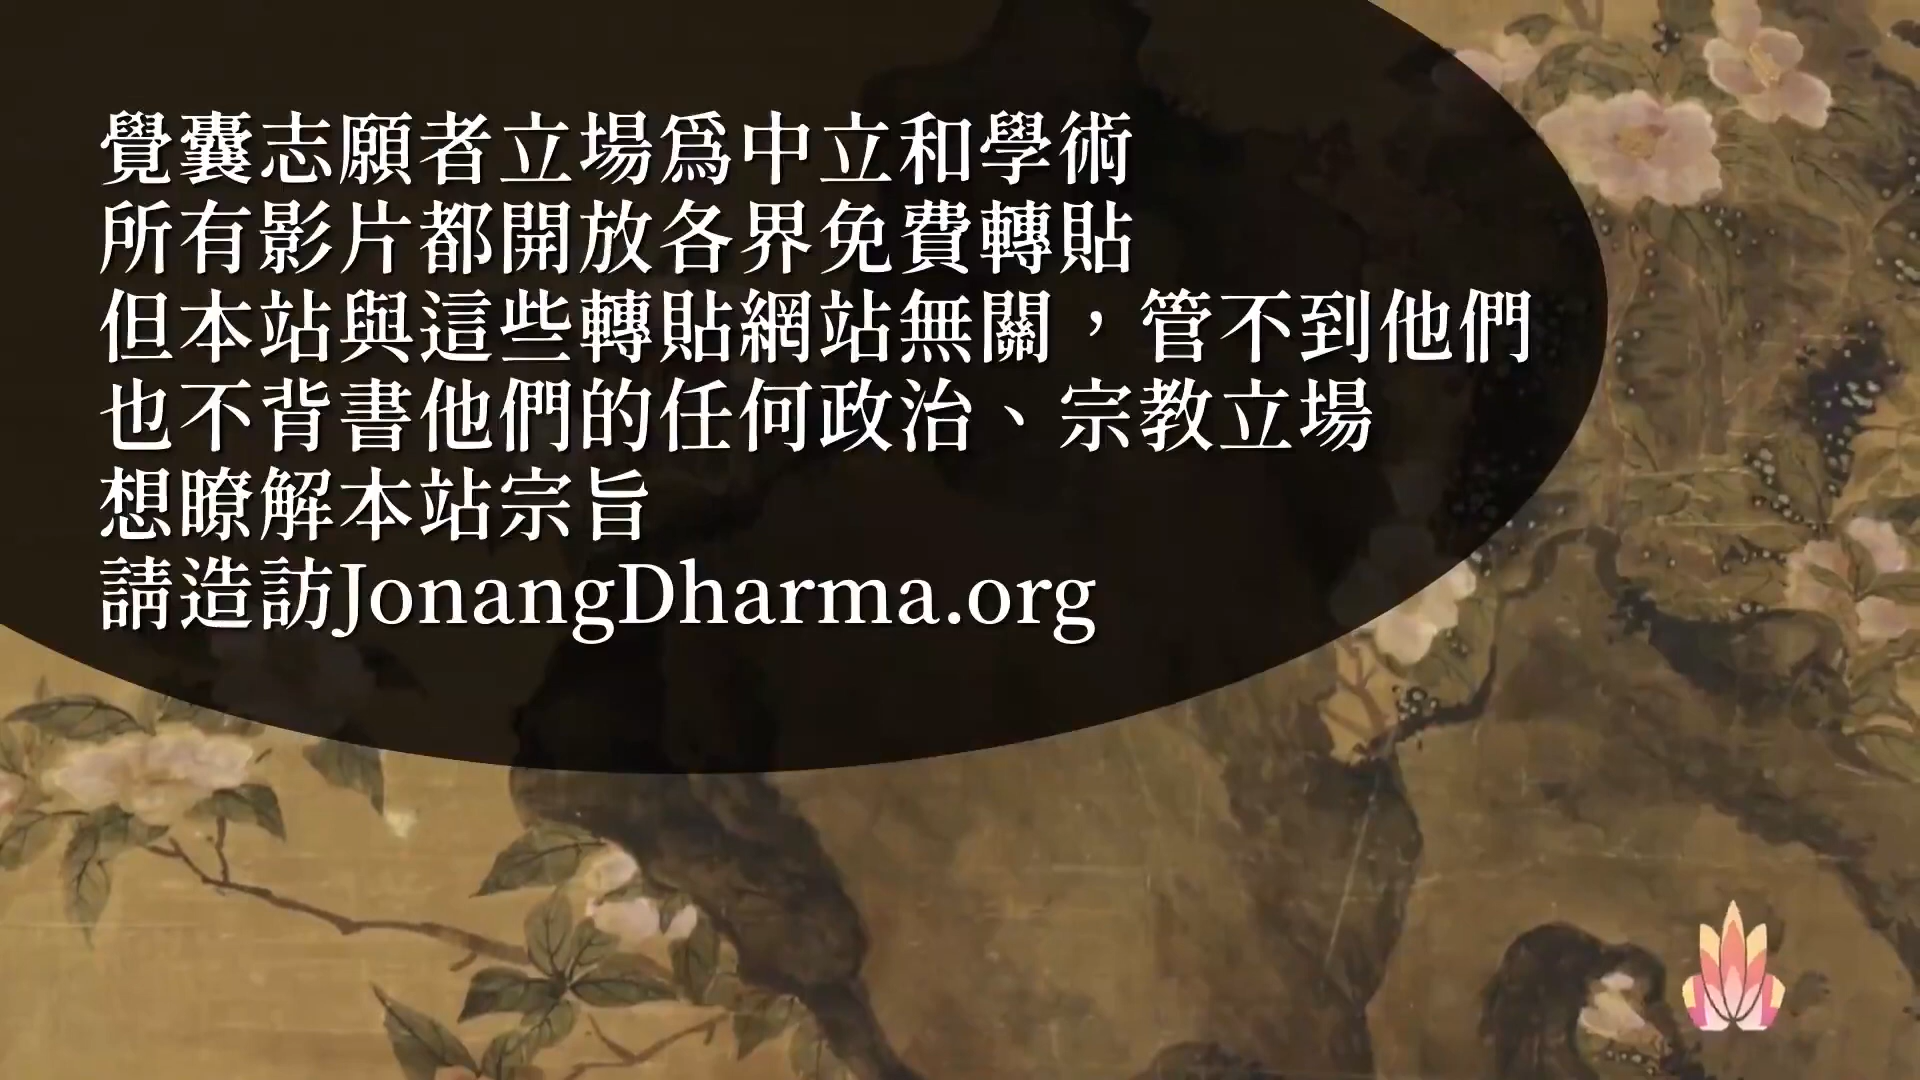 覺囊志願者立場爲中立和學術
所有影片都開放各界免費轉貼
但本站與這些轉貼網站無關，管不到他們
也不背書他們的任何政治、宗教立場
想瞭解本站宗旨
請造訪JonangDharma.org